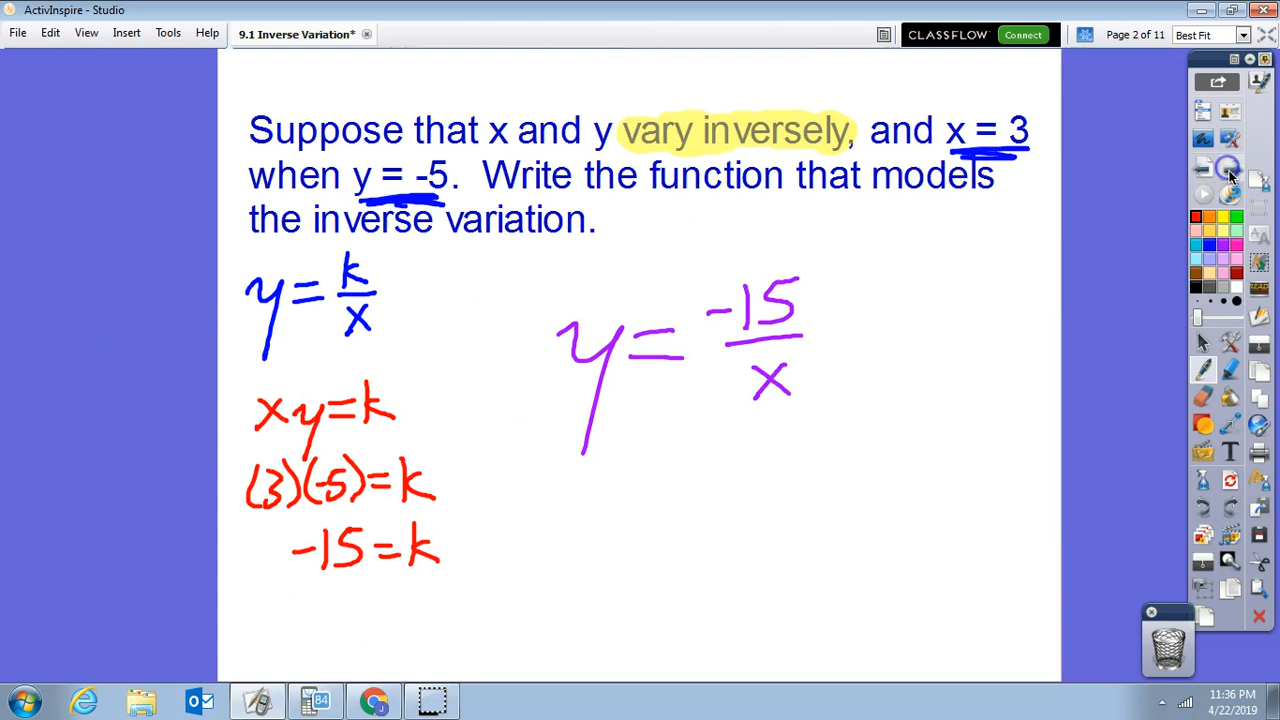 ActivInspire - Studio
File Edit View Insert Tools Help
9.1 Inverse Variation*
CLASSFLOW Connect
Page 2 of 11
Best Fit
Suppose that x and y vary inversely, and x = 3
when y = -5. Write the function that models
the inverse variation.
y = k/x
xy = k
(3)(-5) = k
-15 = k
y = -15/x
84
11:36 PM
4/22/2019